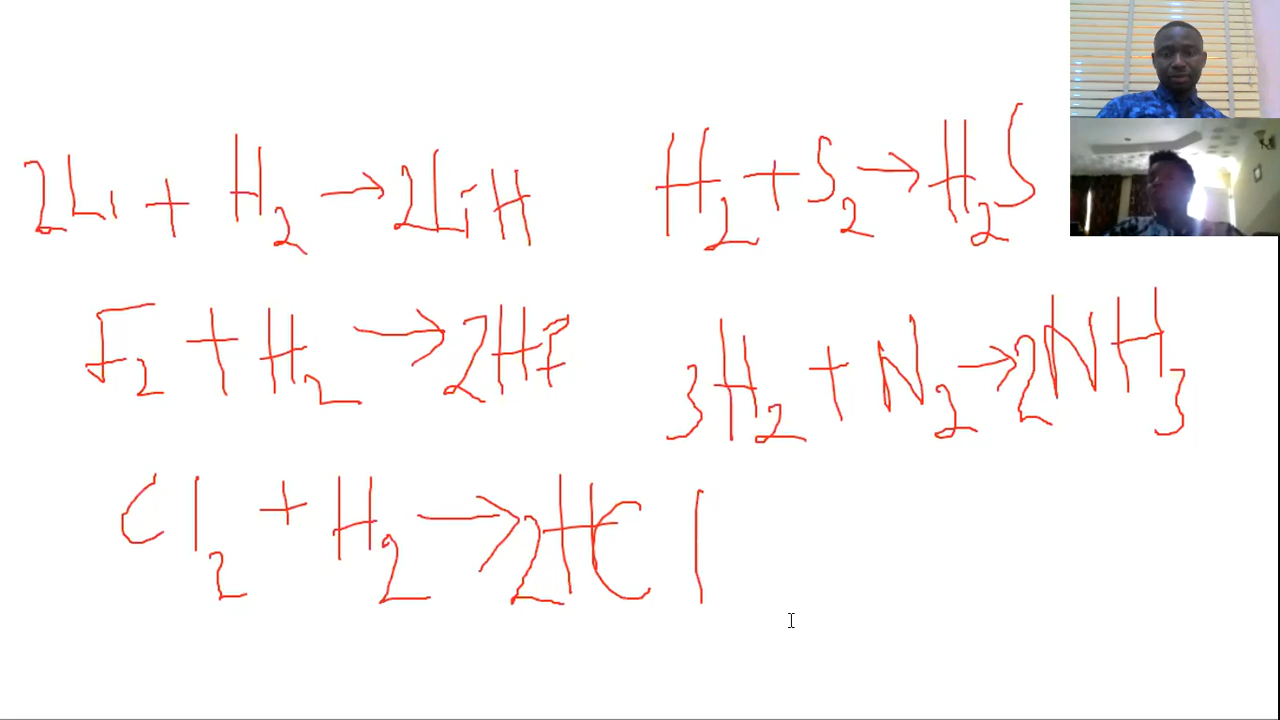 2Li + H₂ → 2LiH
H₂ + S₂ → H₂S
F₂ + H₂ → 2HF
3H₂ + N₂ → 2NH₃
Cl₂ + H₂ → 2HCl